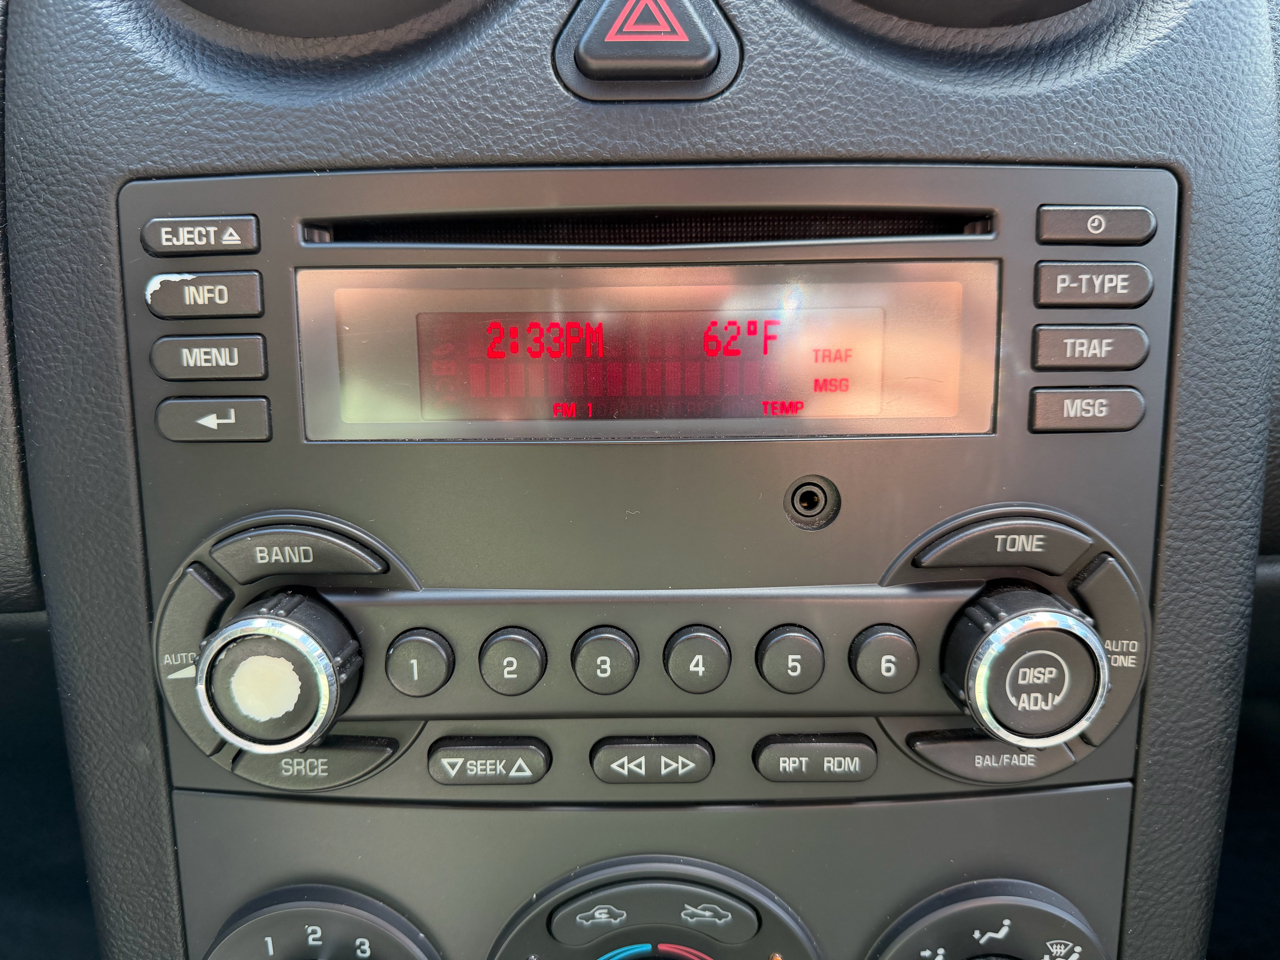 EJECT
INFO
MENU
P-TYPE
TRAF
MSG
2:33PM 62°F
TRAF
MSG
FM 1 TEMP
BAND
TONE
AUTO
AUTO
TONE
1 2 3 4 5 6
DISP
ADJ
SRCE
SEEK
RPT RDM
BAL/FADE
1 2 3